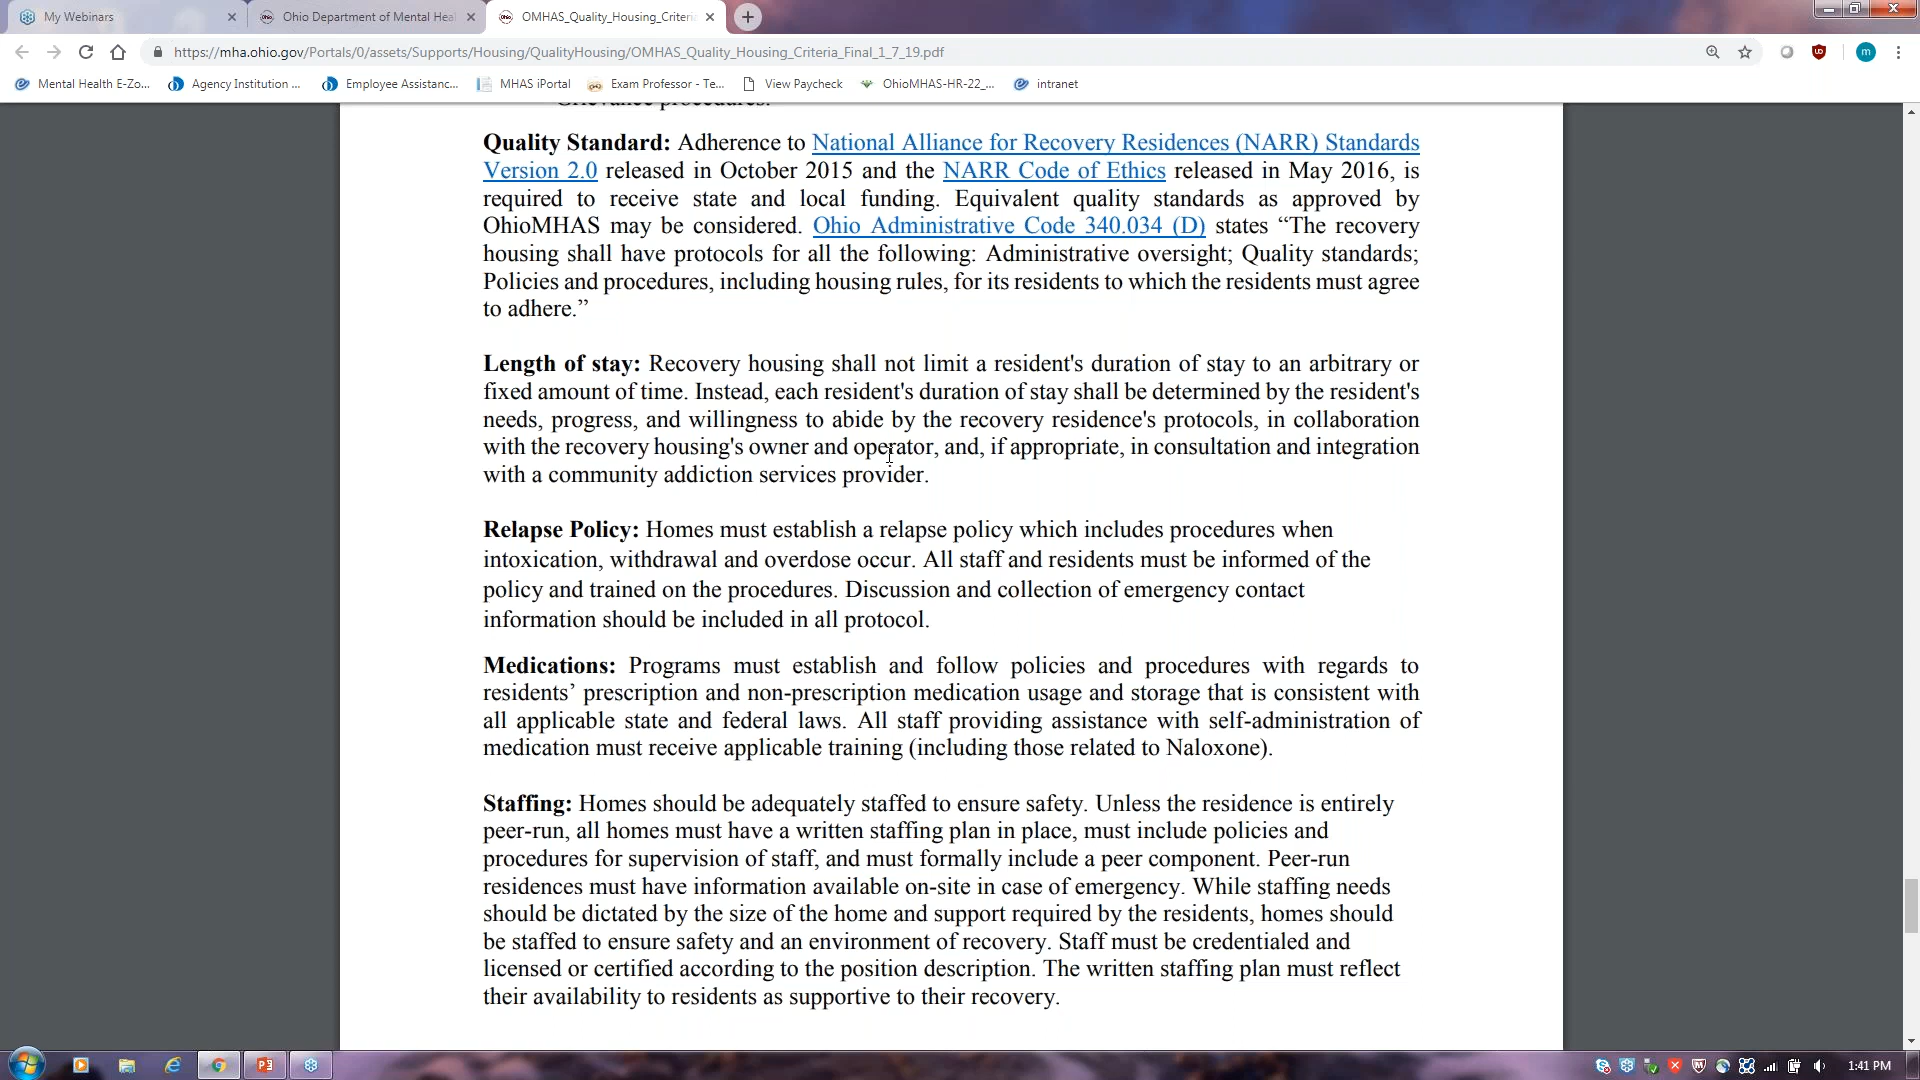 My Webinars
Ohio Department of Mental Heal
OMHAS_Quality_Housing_Criteria
https://mha.ohio.gov/Portals/0/assets/Supports/Housing/QualityHousing/OMHAS_Quality_Housing_Criteria_Final_1_7_19.pdf
m
Mental Health E-Zo...
Agency Institution ...
Employee Assistanc...
MHAS iPortal
Exam Professor - Te...
View Paycheck
OhioMHAS-HR-22_...
intranet
Grievance procedures.
Quality Standard: Adherence to National Alliance for Recovery Residences (NARR) Standards
Version 2.0 released in October 2015 and the NARR Code of Ethics released in May 2016, is
required to receive state and local funding. Equivalent quality standards as approved by
OhioMHAS may be considered. Ohio Administrative Code 340.034 (D) states “The recovery
housing shall have protocols for all the following: Administrative oversight; Quality standards;
Policies and procedures, including housing rules, for its residents to which the residents must agree
to adhere.”
Length of stay: Recovery housing shall not limit a resident's duration of stay to an arbitrary or
fixed amount of time. Instead, each resident's duration of stay shall be determined by the resident's
needs, progress, and willingness to abide by the recovery residence's protocols, in collaboration
with the recovery housing's owner and operator, and, if appropriate, in consultation and integration
with a community addiction services provider.
Relapse Policy: Homes must establish a relapse policy which includes procedures when
intoxication, withdrawal and overdose occur. All staff and residents must be informed of the
policy and trained on the procedures. Discussion and collection of emergency contact
information should be included in all protocol.
Medications: Programs must establish and follow policies and procedures with regards to
residents’ prescription and non-prescription medication usage and storage that is consistent with
all applicable state and federal laws. All staff providing assistance with self-administration of
medication must receive applicable training (including those related to Naloxone).
Staffing: Homes should be adequately staffed to ensure safety. Unless the residence is entirely
peer-run, all homes must have a written staffing plan in place, must include policies and
procedures for supervision of staff, and must formally include a peer component. Peer-run
residences must have information available on-site in case of emergency. While staffing needs
should be dictated by the size of the home and support required by the residents, homes should
be staffed to ensure safety and an environment of recovery. Staff must be credentialed and
licensed or certified according to the position description. The written staffing plan must reflect
their availability to residents as supportive to their recovery.
1:41 PM